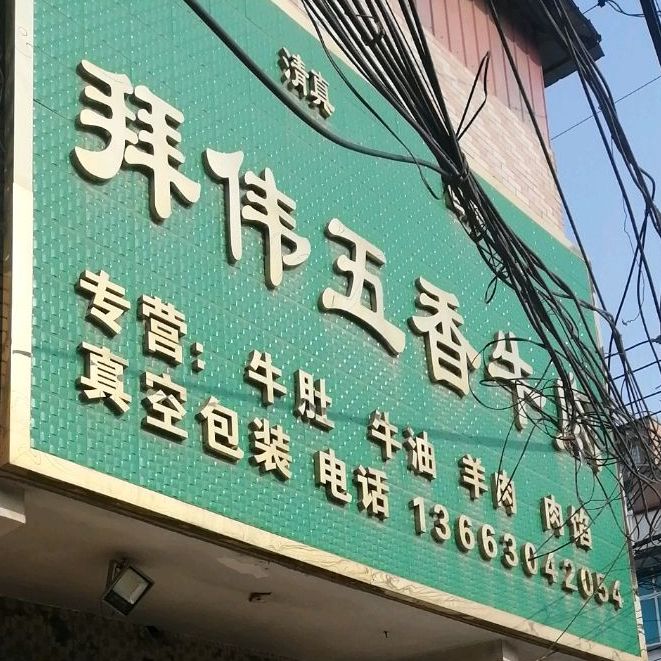 清真
拜伟五香牛肉
专营：牛肚 牛油 羊肉 肉馅
真空包装 电话 13663042054